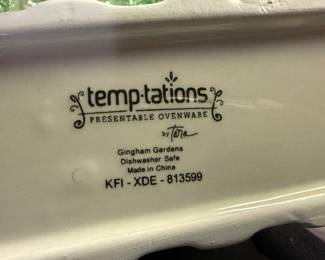 temp-tations
PRESENTABLE OVENWARE
by Tara
Gingham Gardens
Dishwasher Safe
Made in China
KFI - XDE - 813599